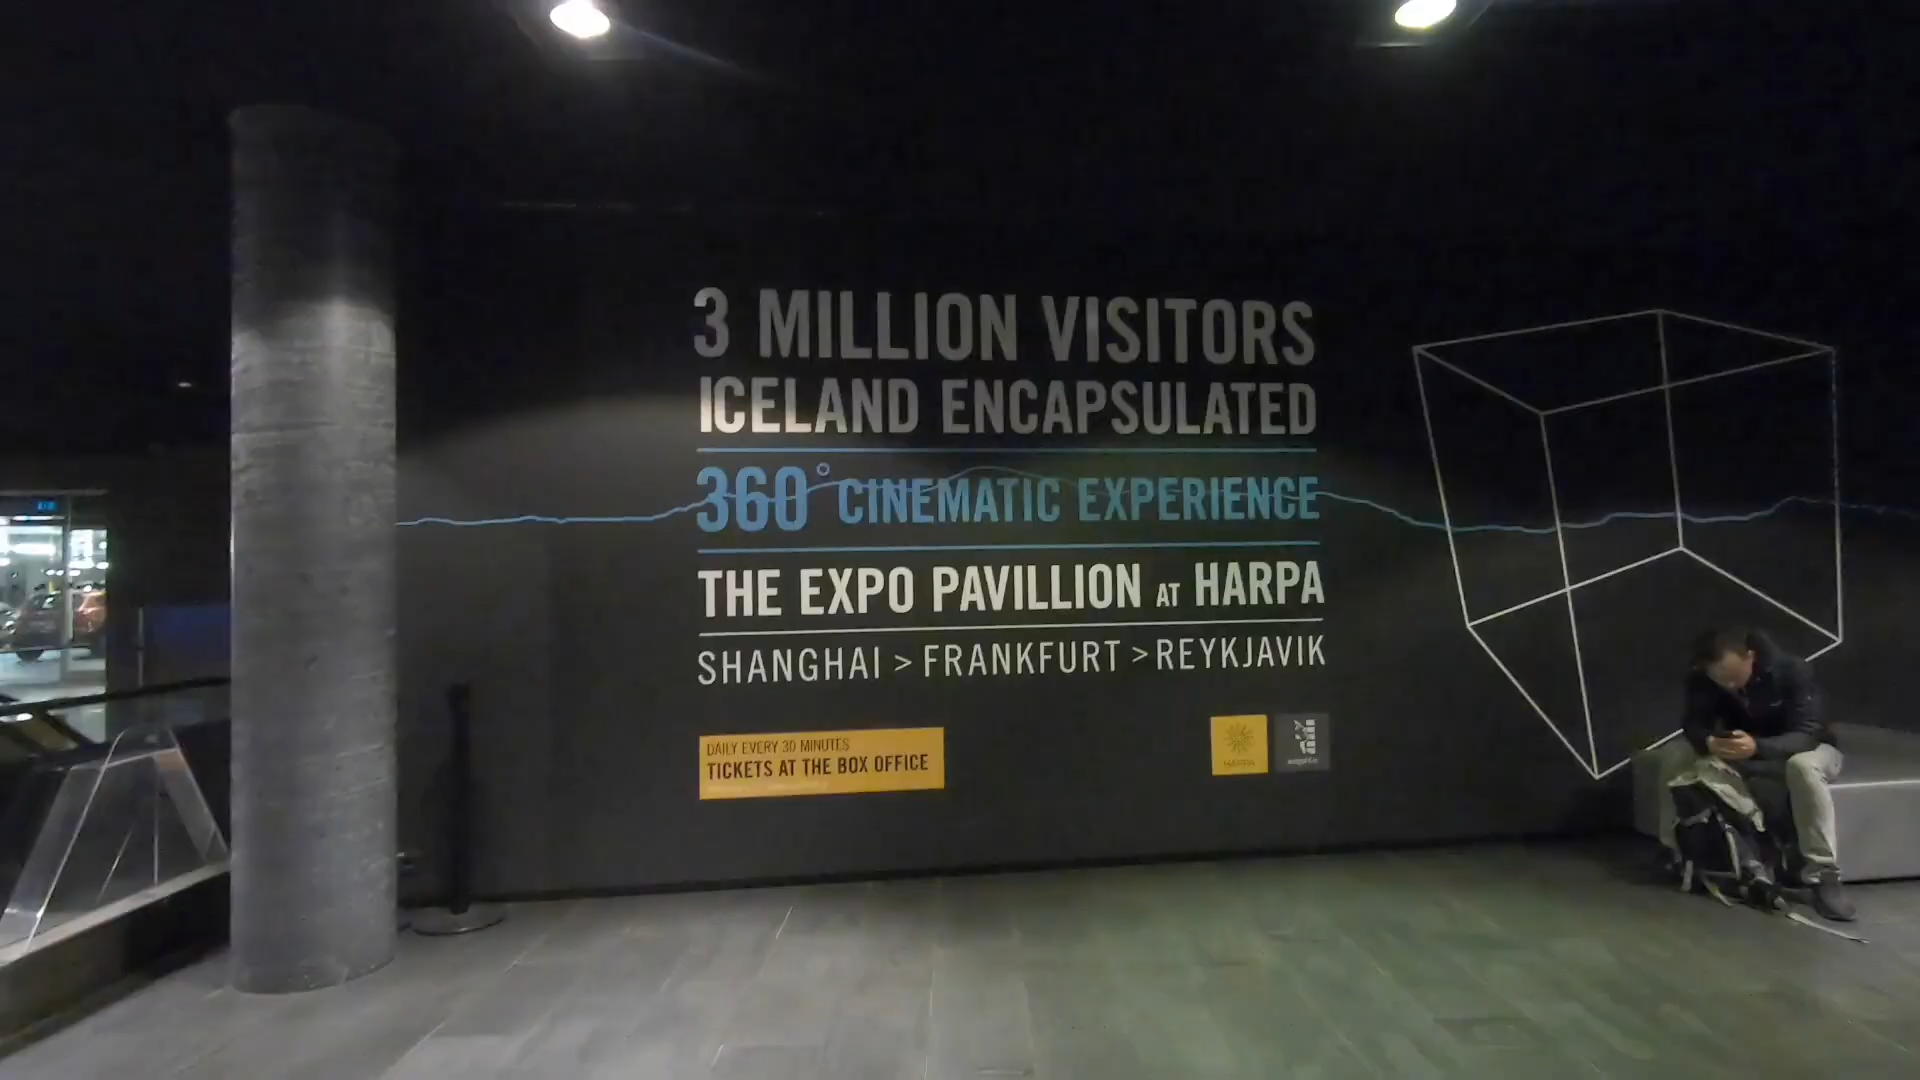 3 MILLION VISITORS
ICELAND ENCAPSULATED
360° CINEMATIC EXPERIENCE
THE EXPO PAVILLION AT HARPA
SHANGHAI > FRANKFURT > REYKJAVIK
DAILY EVERY 30 MINUTES
TICKETS AT THE BOX OFFICE
HARPA